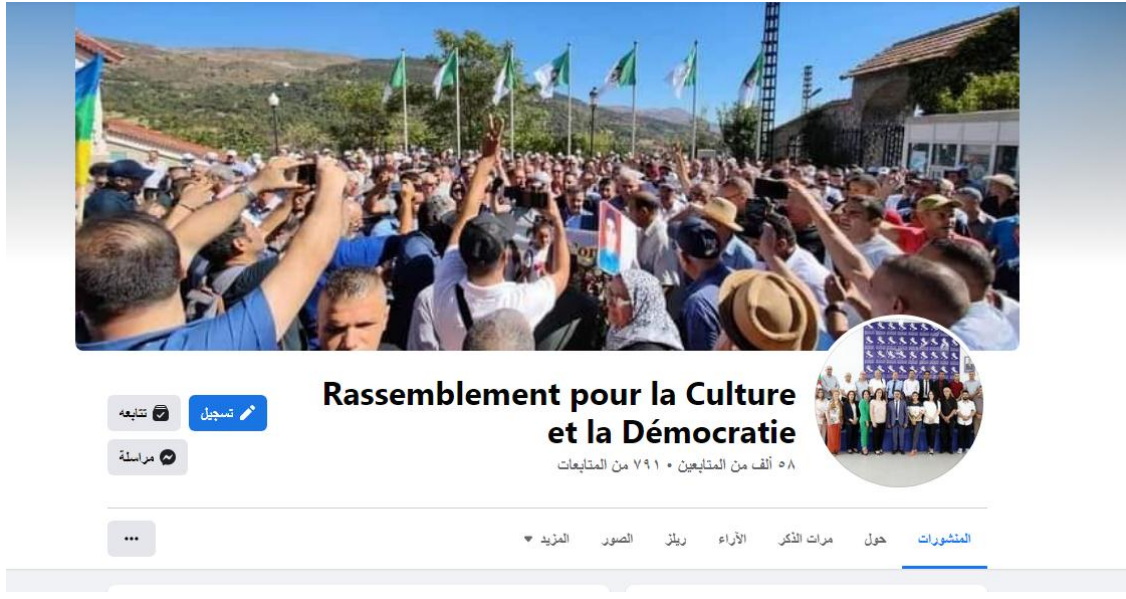 Rassemblement pour la Culture
et la Démocratie
٥٨ ألف من المتابعين • ٧٩١ من المتابعات
تسجيل
تتابعه
مراسلة
المنشورات
حول
مرات الذكر
الآراء
ريلز
الصور
المزيد